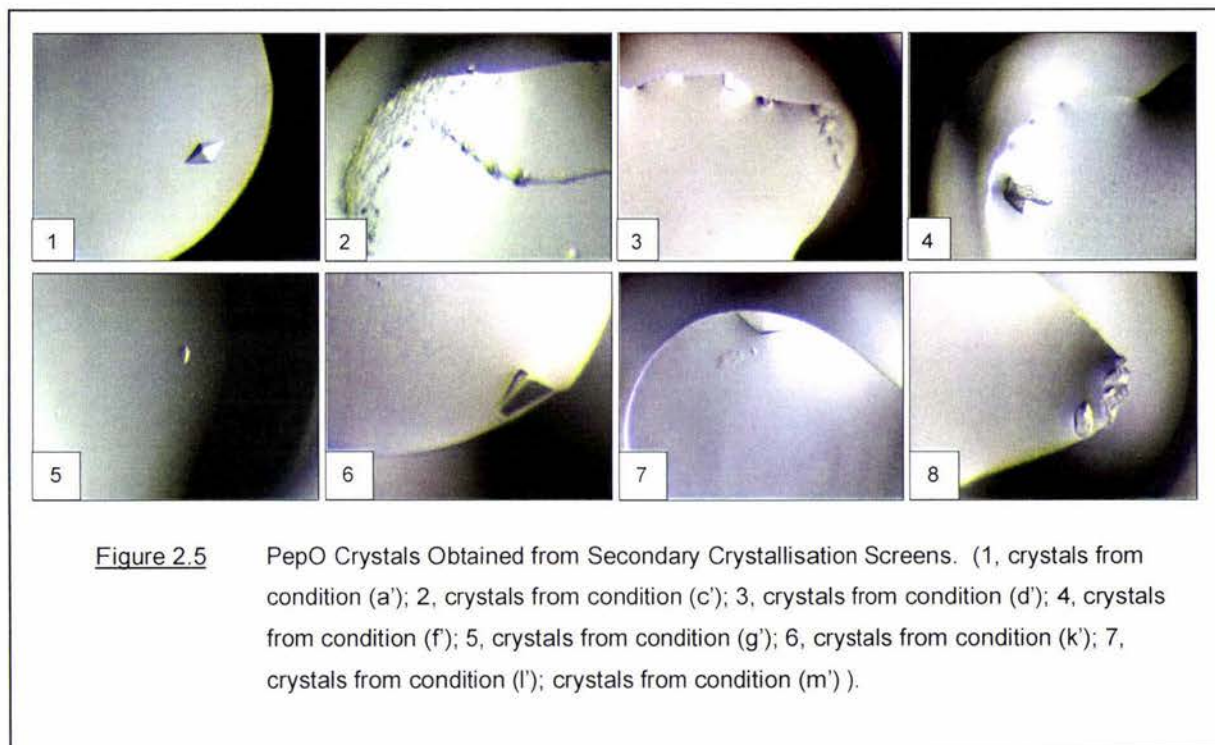 1
2
3
4
5
6
7
8
Figure 2.5 PepO Crystals Obtained from Secondary Crystallisation Screens. (1, crystals from
condition (a’); 2, crystals from condition (c’); 3, crystals from condition (d’); 4, crystals
from condition (f’); 5, crystals from condition (g’); 6, crystals from condition (k’); 7,
crystals from condition (l’); crystals from condition (m’) ).